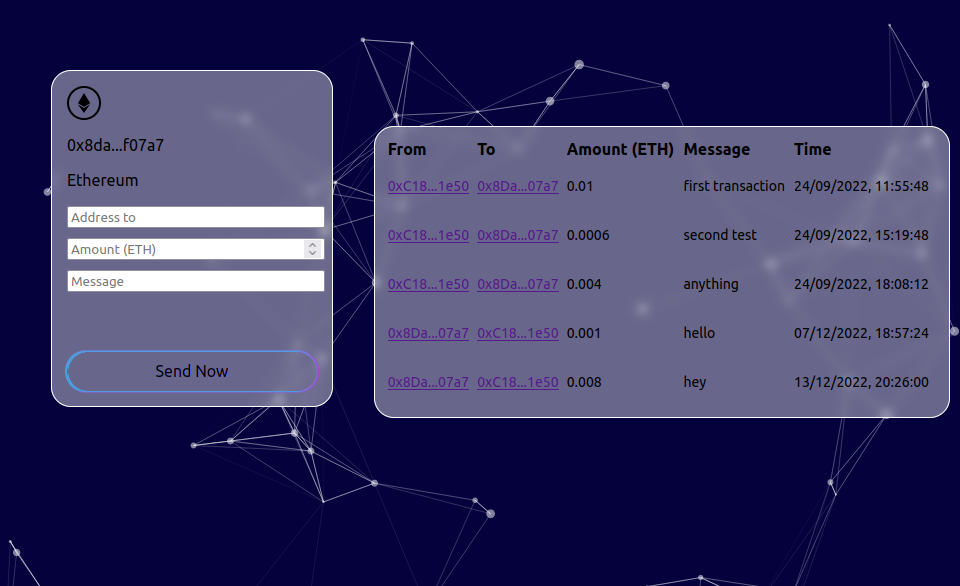 0x8da...f07a7
Ethereum
Address to
Amount (ETH)
Message
Send Now
From To Amount (ETH) Message Time
0xC18...1e50 0x8Da...07a7 0.01 first transaction 24/09/2022, 11:55:48
0xC18...1e50 0x8Da...07a7 0.0006 second test 24/09/2022, 15:19:48
0xC18...1e50 0x8Da...07a7 0.004 anything 24/09/2022, 18:08:12
0x8Da...07a7 0xC18...1e50 0.001 hello 07/12/2022, 18:57:24
0x8Da...07a7 0xC18...1e50 0.008 hey 13/12/2022, 20:26:00